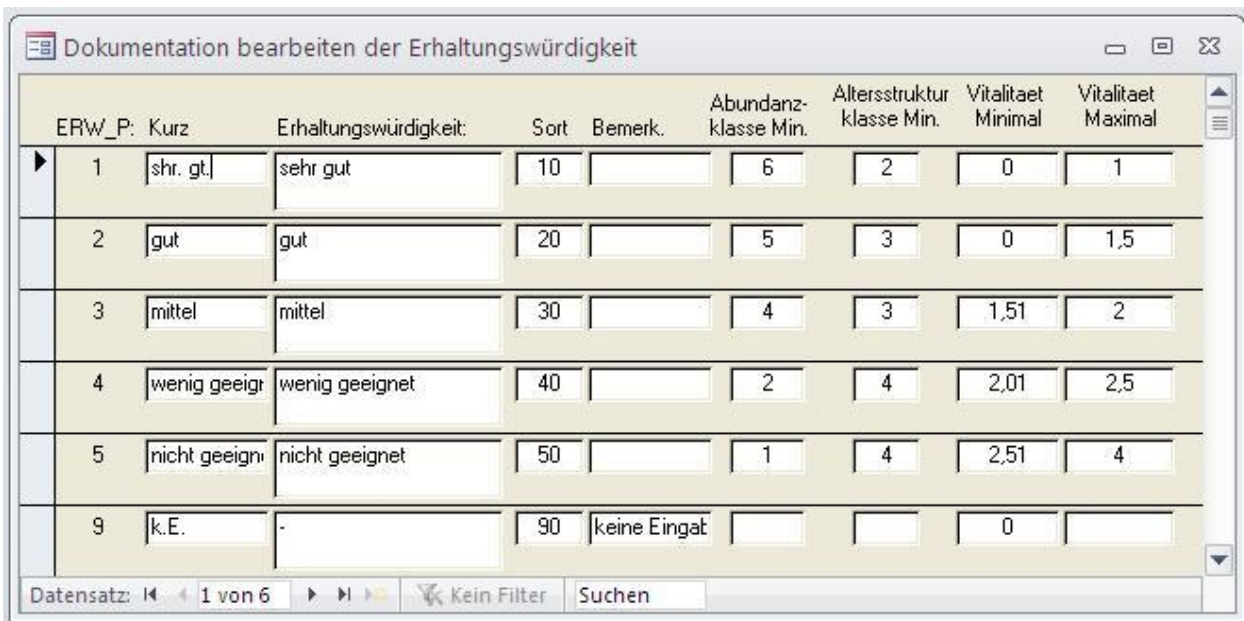 Dokumentation bearbeiten der Erhaltungswürdigkeit
ERW_P: Kurz Erhaltungswürdigkeit: Sort Bemerk. Abundanz-klasse Min. Altersstruktur klasse Min. Vitalitaet Minimal Vitalitaet Maximal
1 shr. gt. sehr gut 10 6 2 0 1
2 gut gut 20 5 3 0 1,5
3 mittel mittel 30 4 3 1,51 2
4 wenig geeigr wenig geeignet 40 2 4 2,01 2,5
5 nicht geeign nicht geeignet 50 1 4 2,51 4
9 k.E. - 90 keine Eingab 0
Datensatz: 1 von 6 Kein Filter Suchen